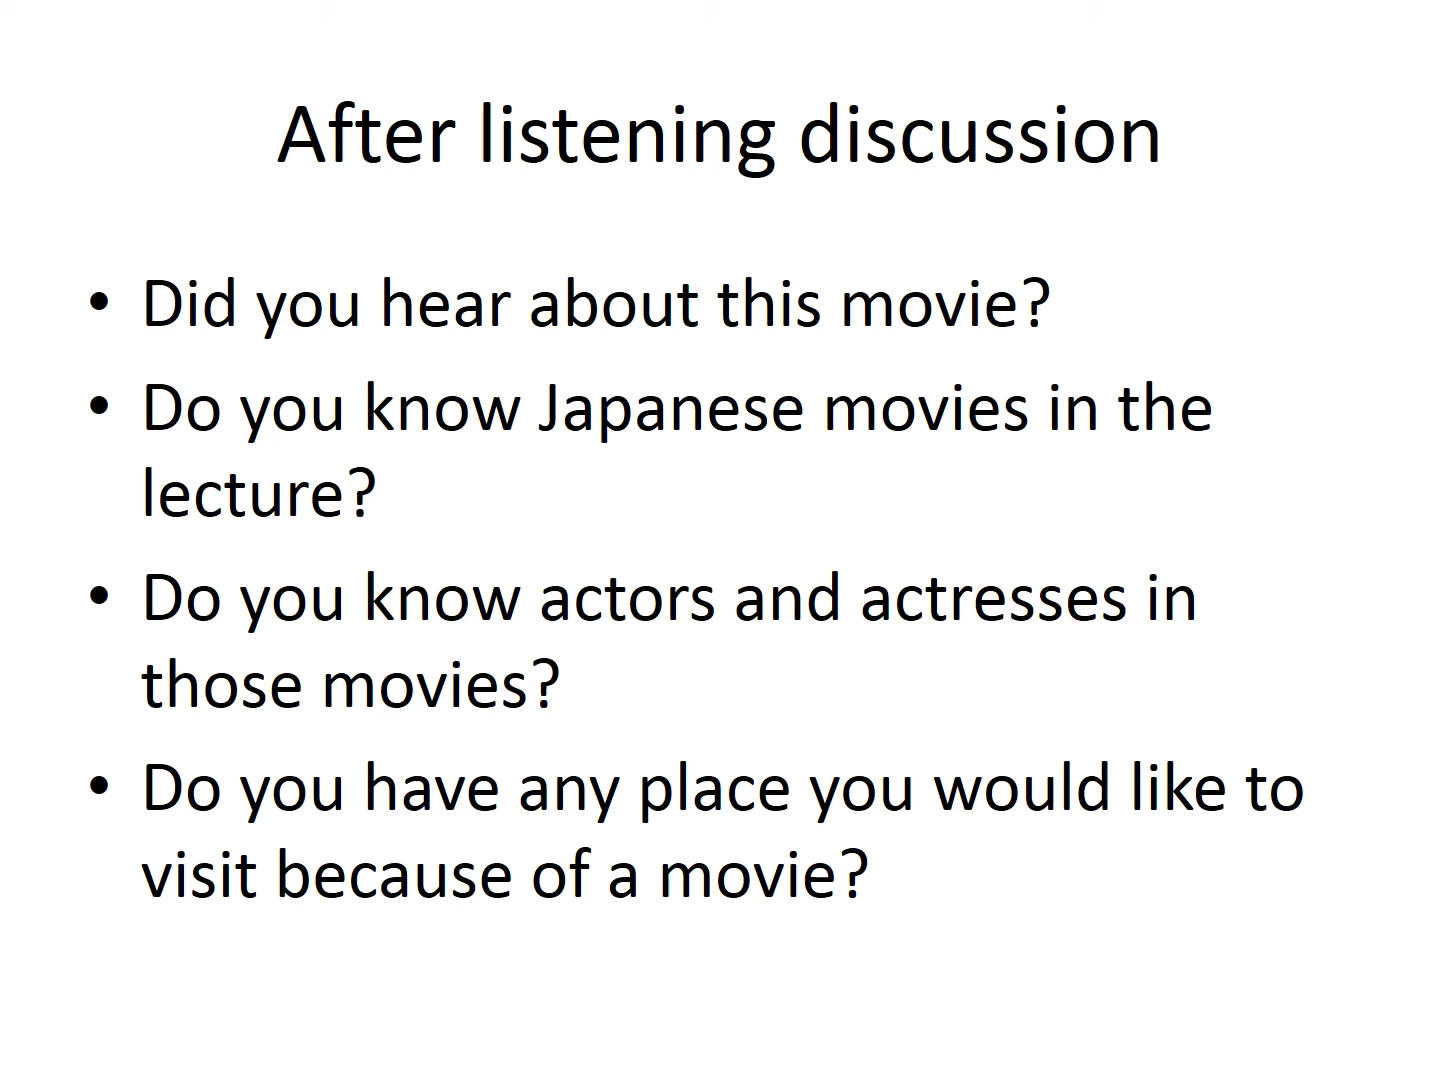 After listening discussion
• Did you hear about this movie?
• Do you know Japanese movies in the
lecture?
• Do you know actors and actresses in
those movies?
• Do you have any place you would like to
visit because of a movie?